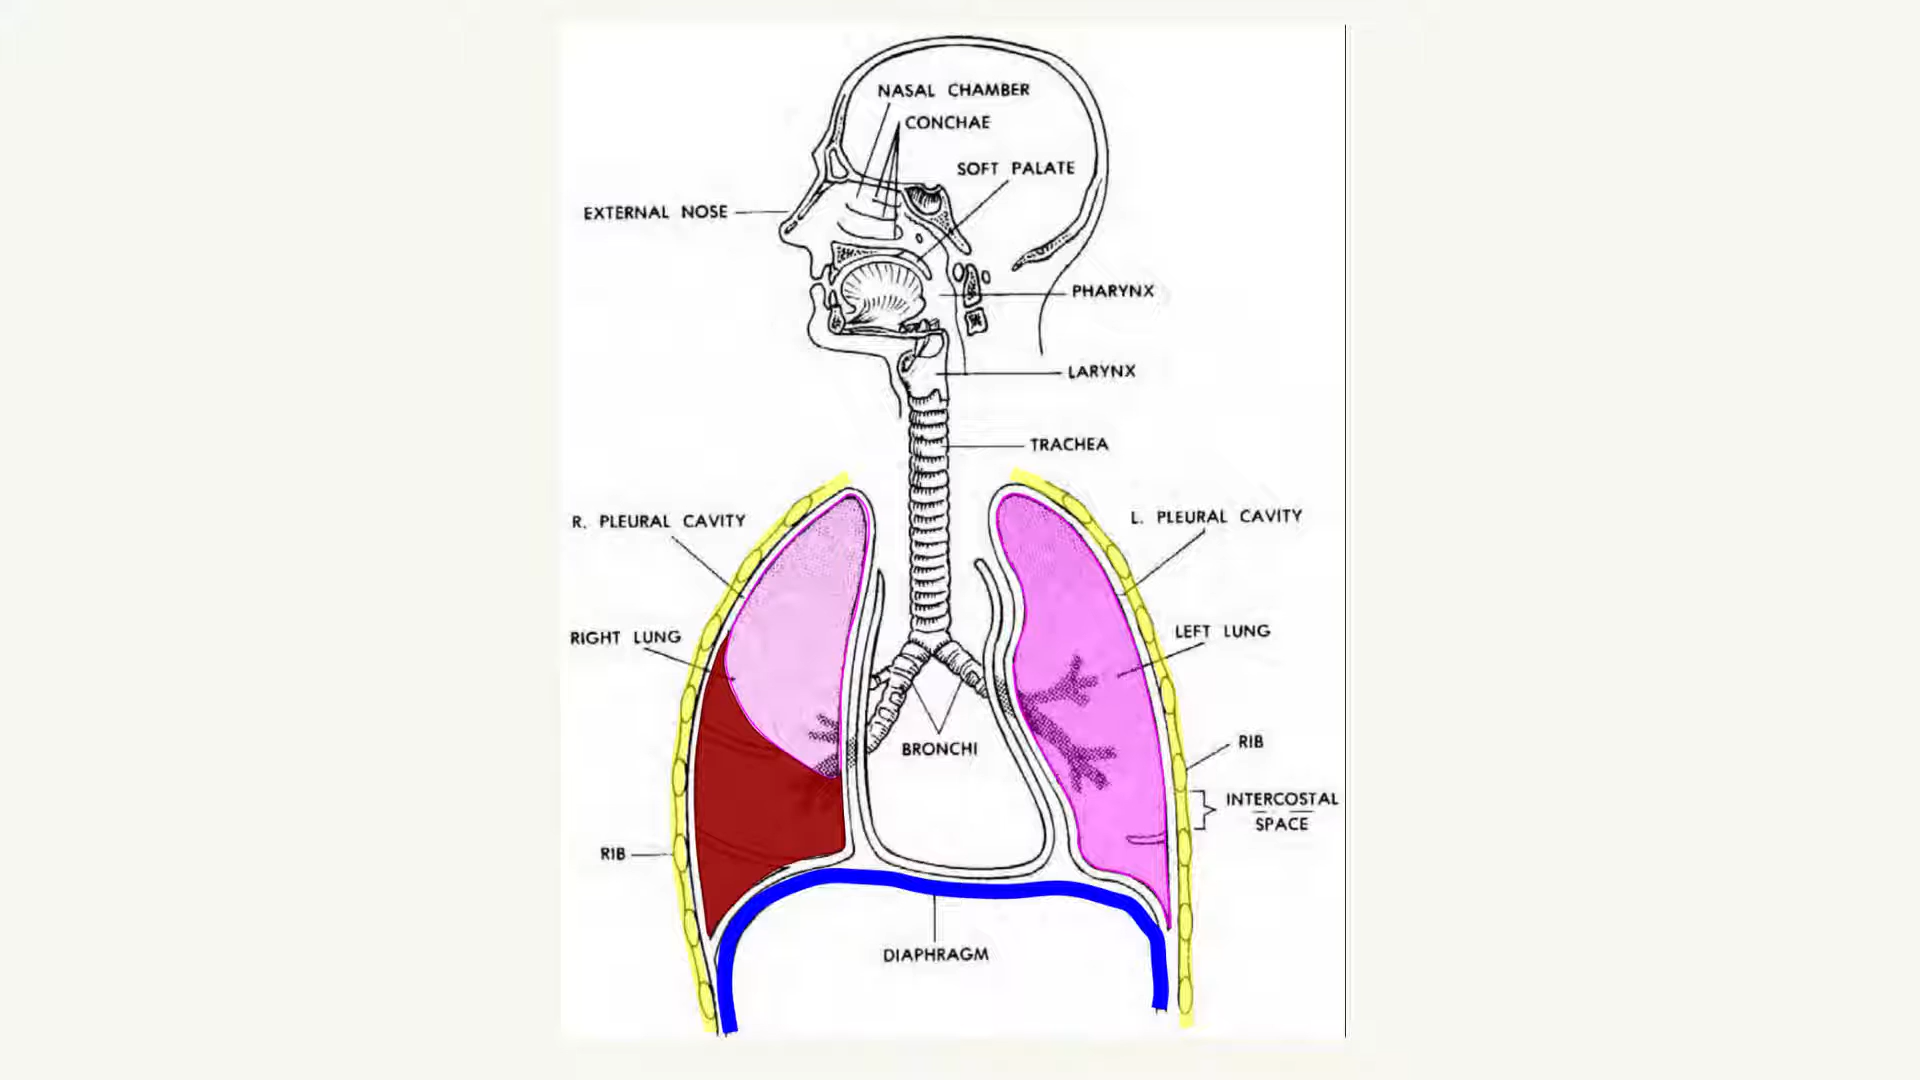 NASAL CHAMBER
CONCHAE
SOFT PALATE
EXTERNAL NOSE
PHARYNX
LARYNX
TRACHEA
R. PLEURAL CAVITY
L. PLEURAL CAVITY
RIGHT LUNG
LEFT LUNG
BRONCHI
RIB
INTERCOSTAL
SPACE
RIB
DIAPHRAGM